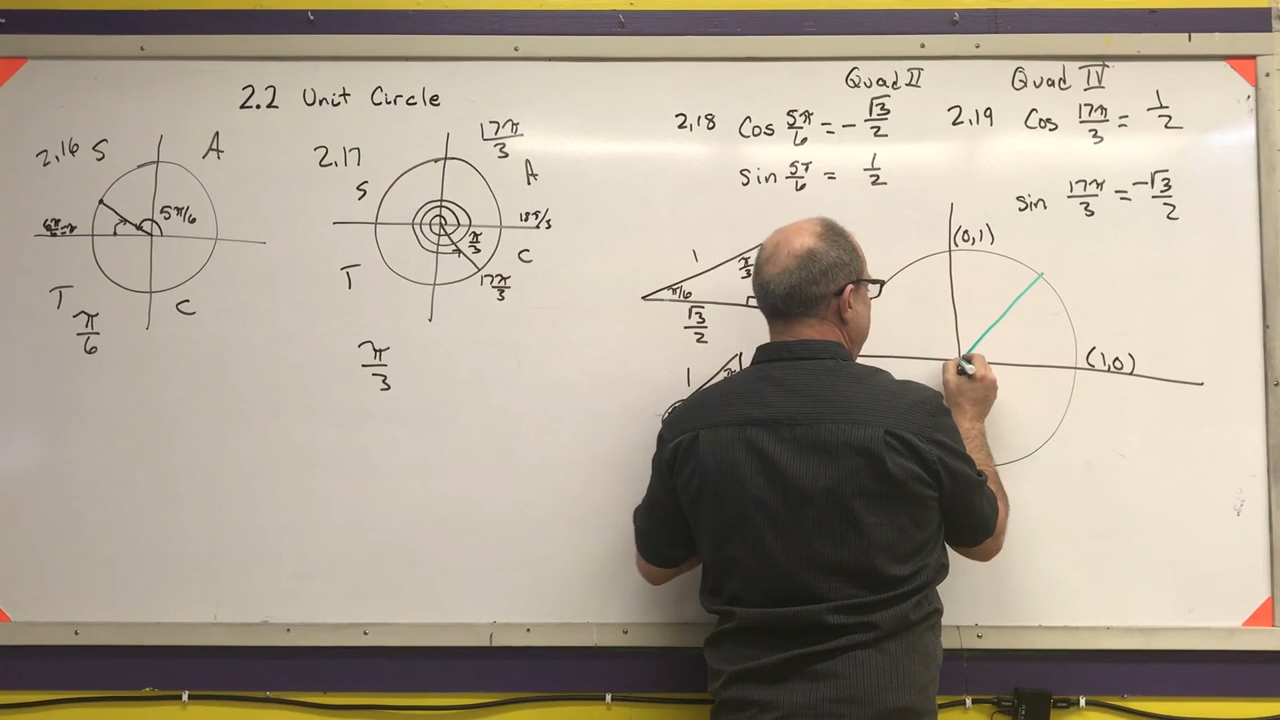 2.2 Unit Circle
2,16 S A
5π/6
6π/6=π
T C
π/6
2,17 17π/3
S A
18π/3
π/3
T C
17π/3
π/3
Quad II
2,18 Cos 5π/6 = -√3/2
sin 5π/6 = 1/2
Quad IV
2,19 Cos 17π/3 = 1/2
sin 17π/3 = -√3/2
1 π/3
π/6
√3/2
1
(0,1)
(1,0)